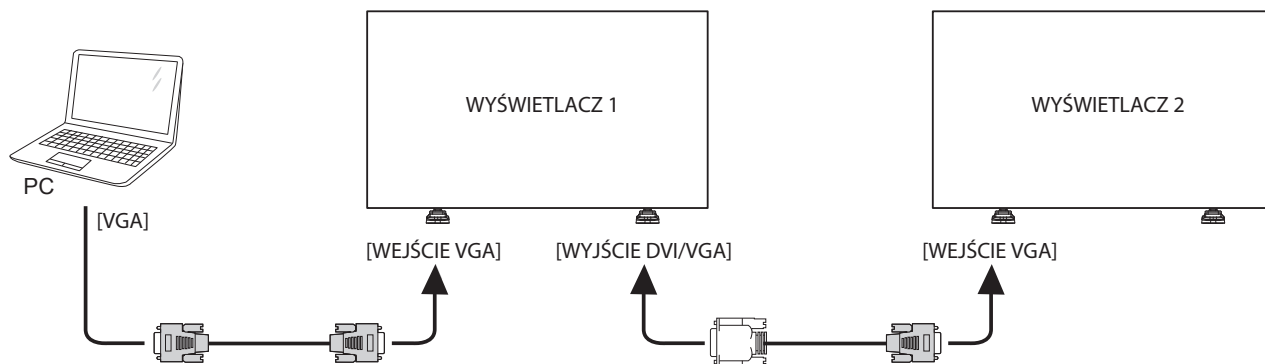 WYŚWIETLACZ 1
WYŚWIETLACZ 2
PC
[VGA]
[WEJŚCIE VGA]
[WYJŚCIE DVI/VGA]
[WEJŚCIE VGA]